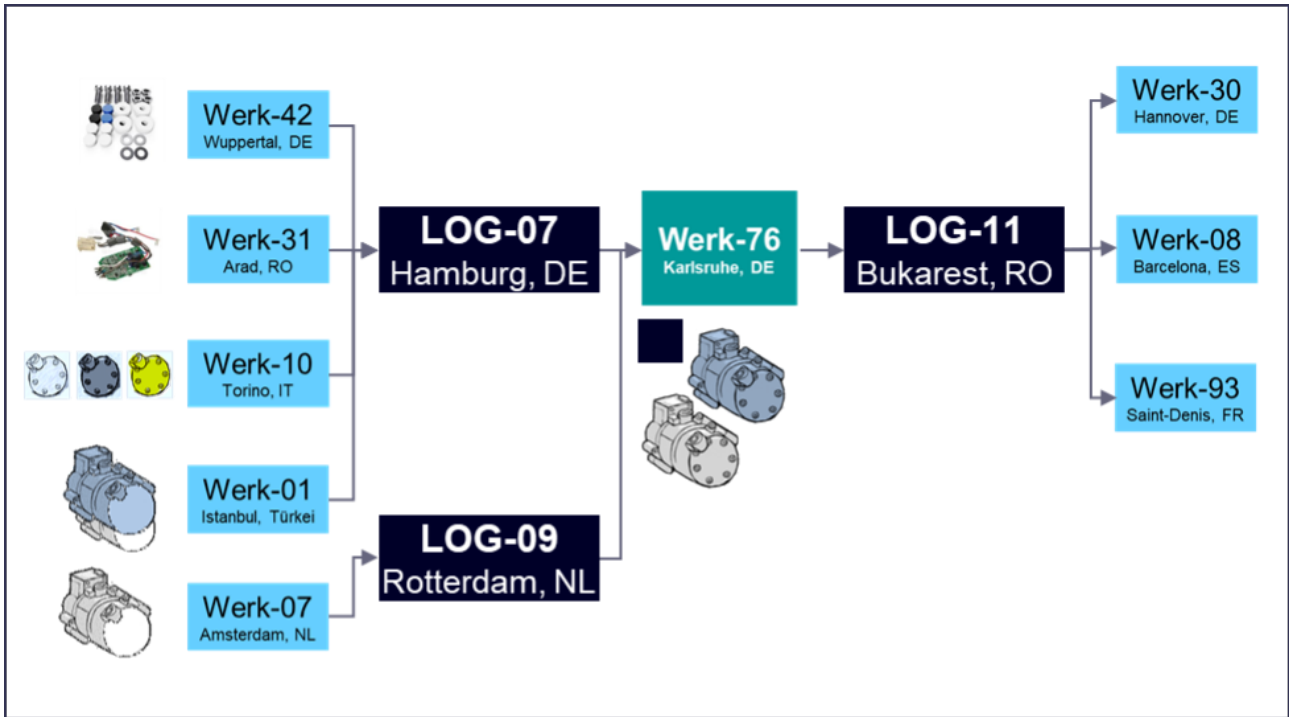 Werk-42
Wuppertal, DE
Werk-31
Arad, RO
Werk-10
Torino, IT
Werk-01
Istanbul, Türkei
Werk-07
Amsterdam, NL
LOG-07
Hamburg, DE
LOG-09
Rotterdam, NL
Werk-76
Karlsruhe, DE
LOG-11
Bukarest, RO
Werk-30
Hannover, DE
Werk-08
Barcelona, ES
Werk-93
Saint-Denis, FR